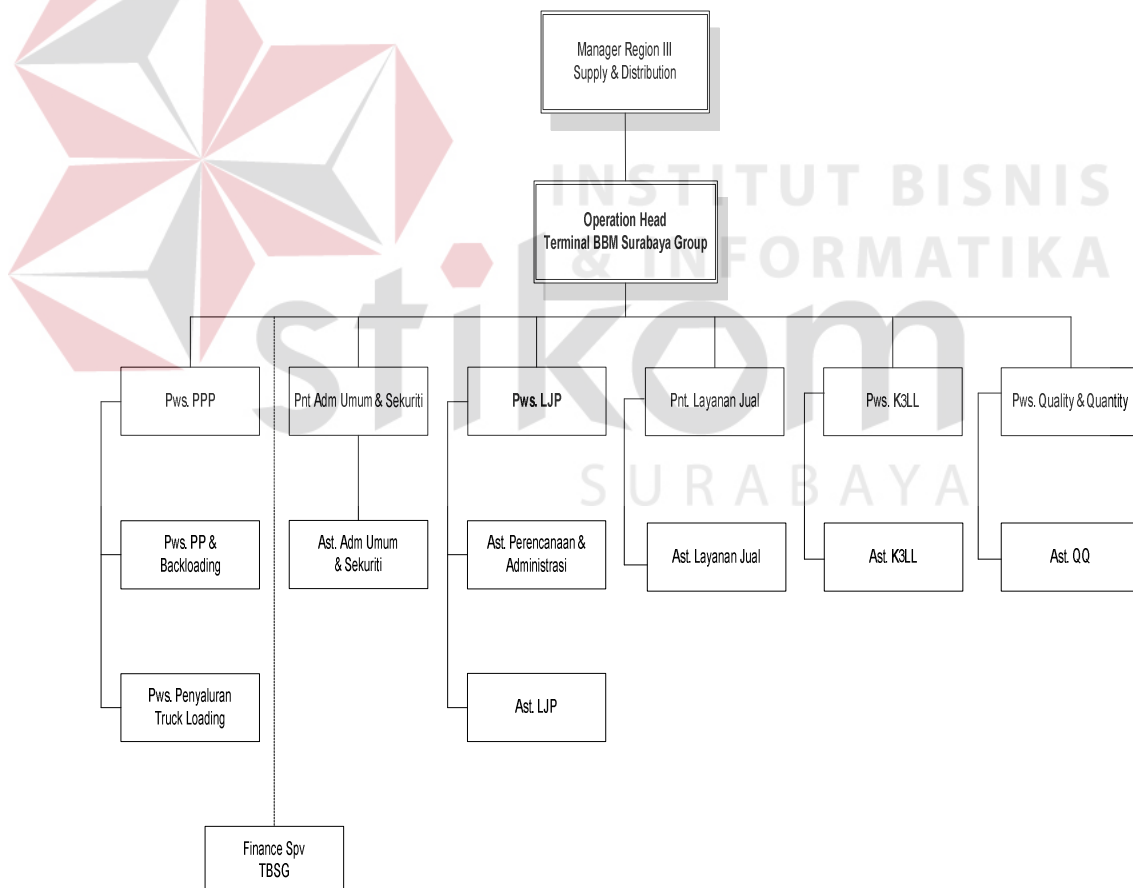 Manager Region III
Supply & Distribution
INSTITUT BISNIS
& INFORMATIKA
stikom
SURABAYA
Operation Head
Terminal BBM Surabaya Group
Pws. PPP
Pnt Adm Umum & Sekuriti
Pws. LJP
Pnt. Layanan Jual
Pws. K3LL
Pws. Quality & Quantity
Pws. PP &
Backloading
Ast. Adm Umum
& Sekuriti
Ast. Perencanaan &
Administrasi
Ast. Layanan Jual
Ast. K3LL
Ast. QQ
Pws. Penyaluran
Truck Loading
Ast. LJP
Finance Spv
TBSG